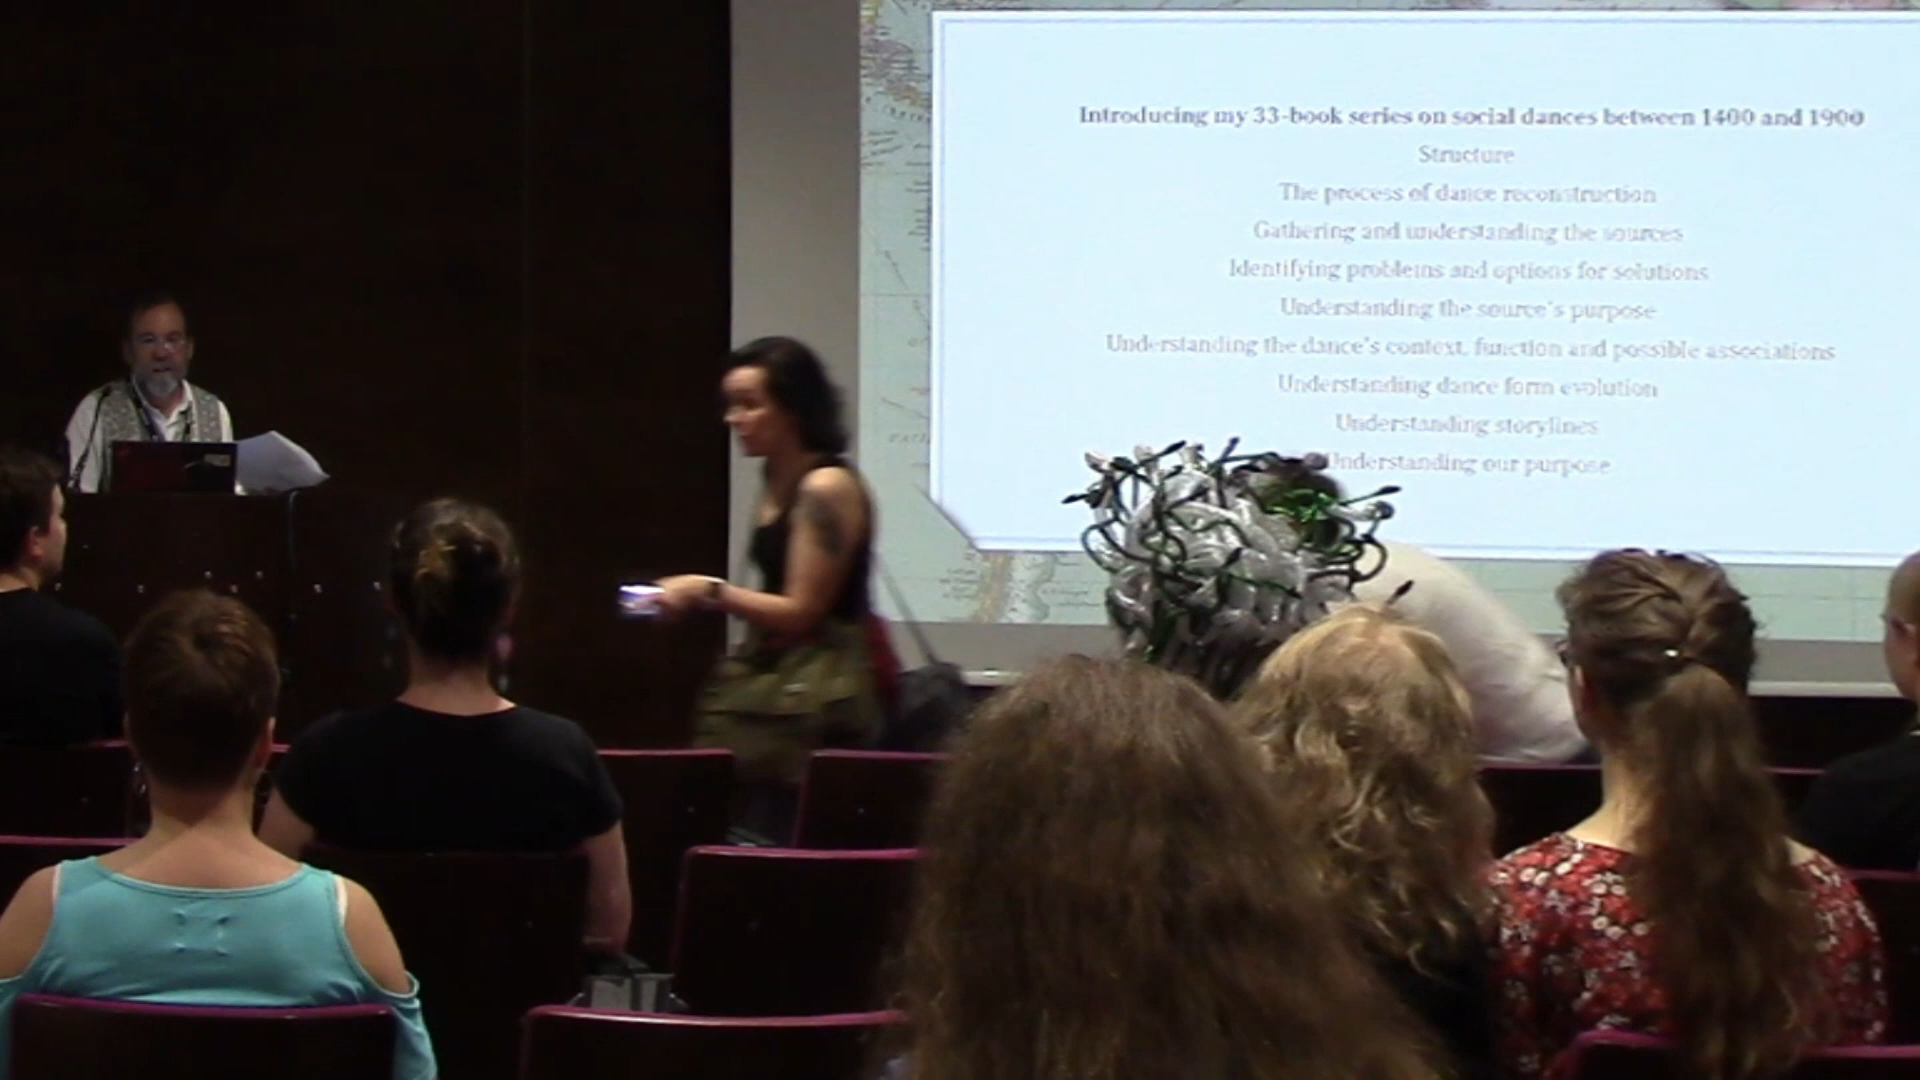 Introducing my 33-book series on social dances between 1400 and 1900
Structure
The process of dance reconstruction
Gathering and understanding the sources
Identifying problems and options for solutions
Understanding the source's purpose
Understanding the dance's context, function and possible associations
Understanding dance form evolution
Understanding storylines
Understanding our purpose